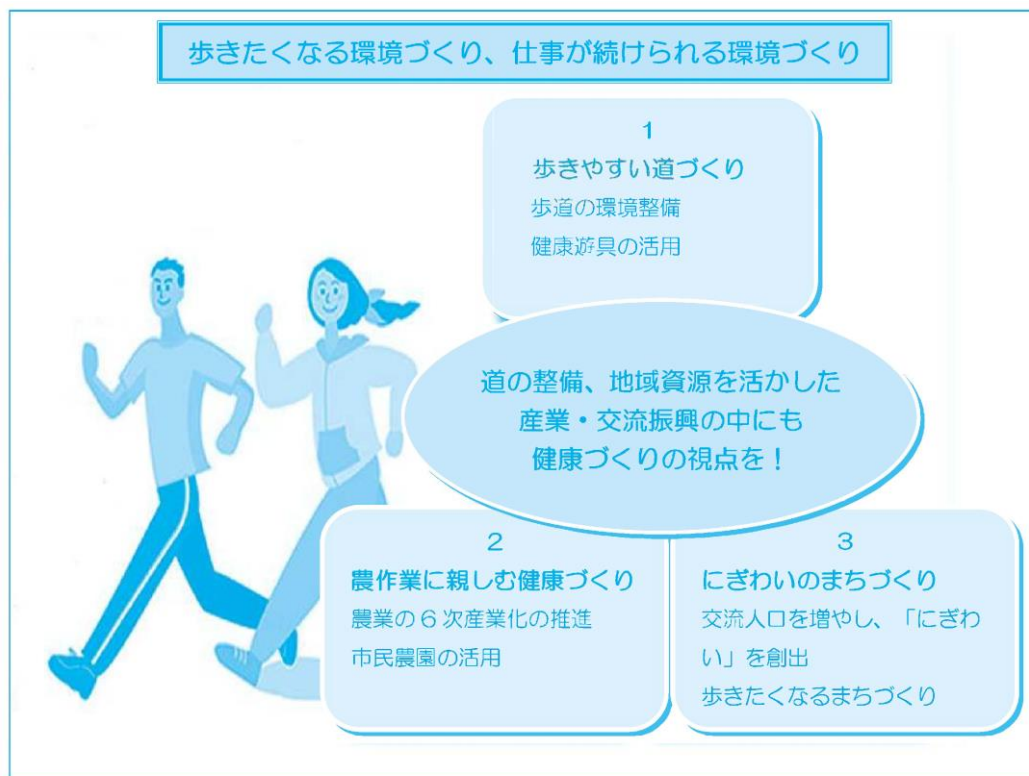 歩きたくなる環境づくり、仕事が続けられる環境づくり
1
歩きやすい道づくり
歩道の環境整備
健康遊具の活用
道の整備、地域資源を活かした
産業・交流振興の中にも
健康づくりの視点を！
2
農作業に親しむ健康づくり
農業の６次産業化の推進
市民農園の活用
3
にぎわいのまちづくり
交流人口を増やし、「にぎわ
い」を創出
歩きたくなるまちづくり